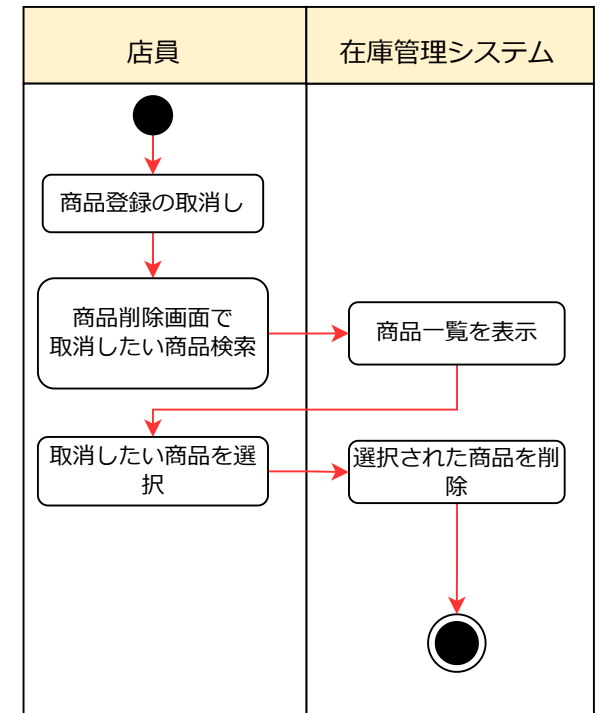 店員
在庫管理システム
商品登録の取消し
商品削除画面で
取消したい商品検索
商品一覧を表示
取消したい商品を選
択
選択された商品を削
除